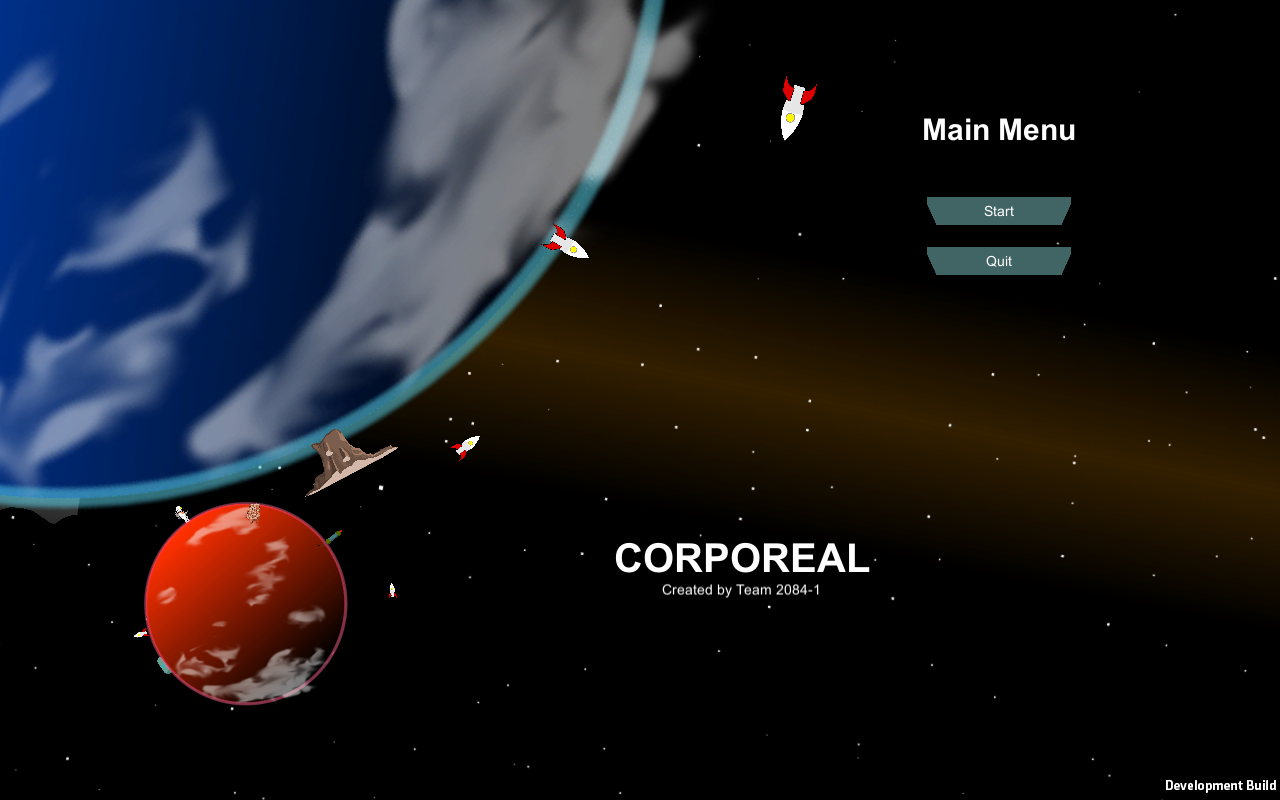 Main Menu
Start
Quit
CORPOREAL
Created by Team 2084-1
Development Build